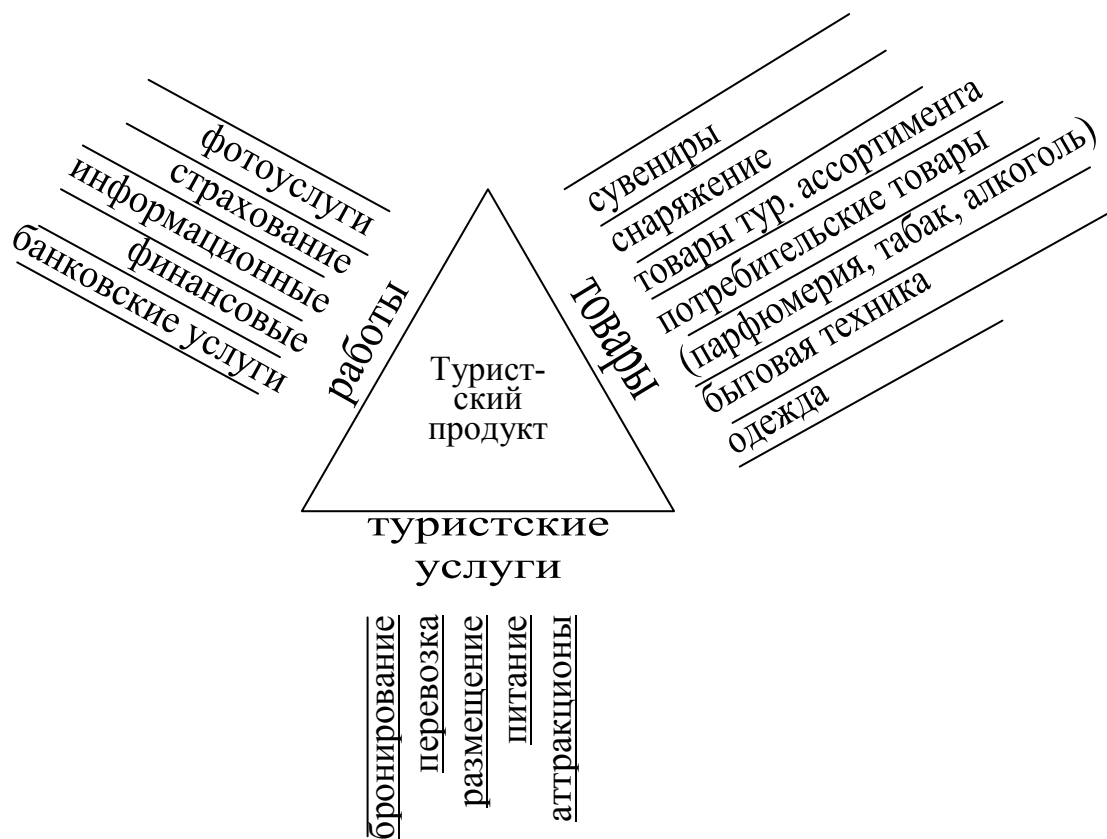 фотоуслуги
страхование
информационные
финансовые
банковские услуги
работы
сувениры
снаряжение
товары тур. ассортимента
потребительские товары
(парфюмерия, табак, алкоголь)
бытовая техника
одежда
товары
Турист-
ский
продукт
туристские
услуги
бронирование
перевозка
размещение
питание
аттракционы